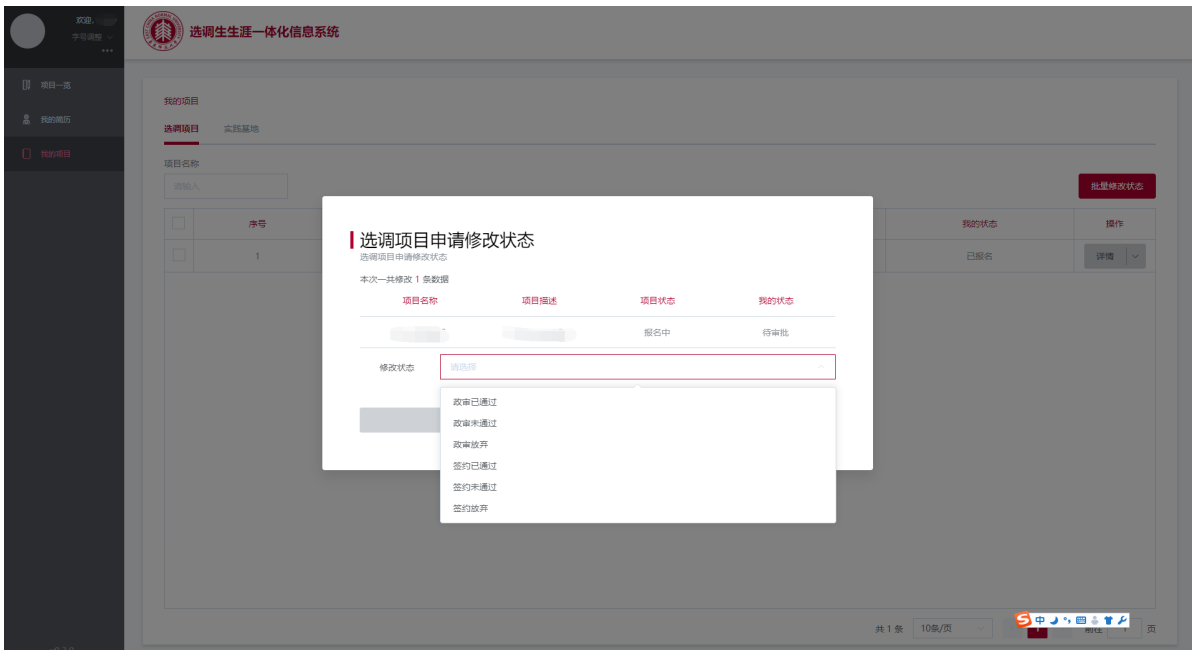 欢迎,
字号调整
选调生生涯一体化信息系统
项目一览
我的简历
我的项目
我的项目
选调项目 实践基地
项目名称
请输入
批量修改状态
序号 我的状态 操作
1 已报名 详情
选调项目申请修改状态
选调项目申请修改状态
本次一共修改 1 条数据
项目名称 项目描述 项目状态 我的状态
报名中 待审批
修改状态 请选择
政审已通过
政审未通过
政审放弃
签约已通过
签约未通过
签约放弃
共 1 条 10条/页 1 前往 1 页
中